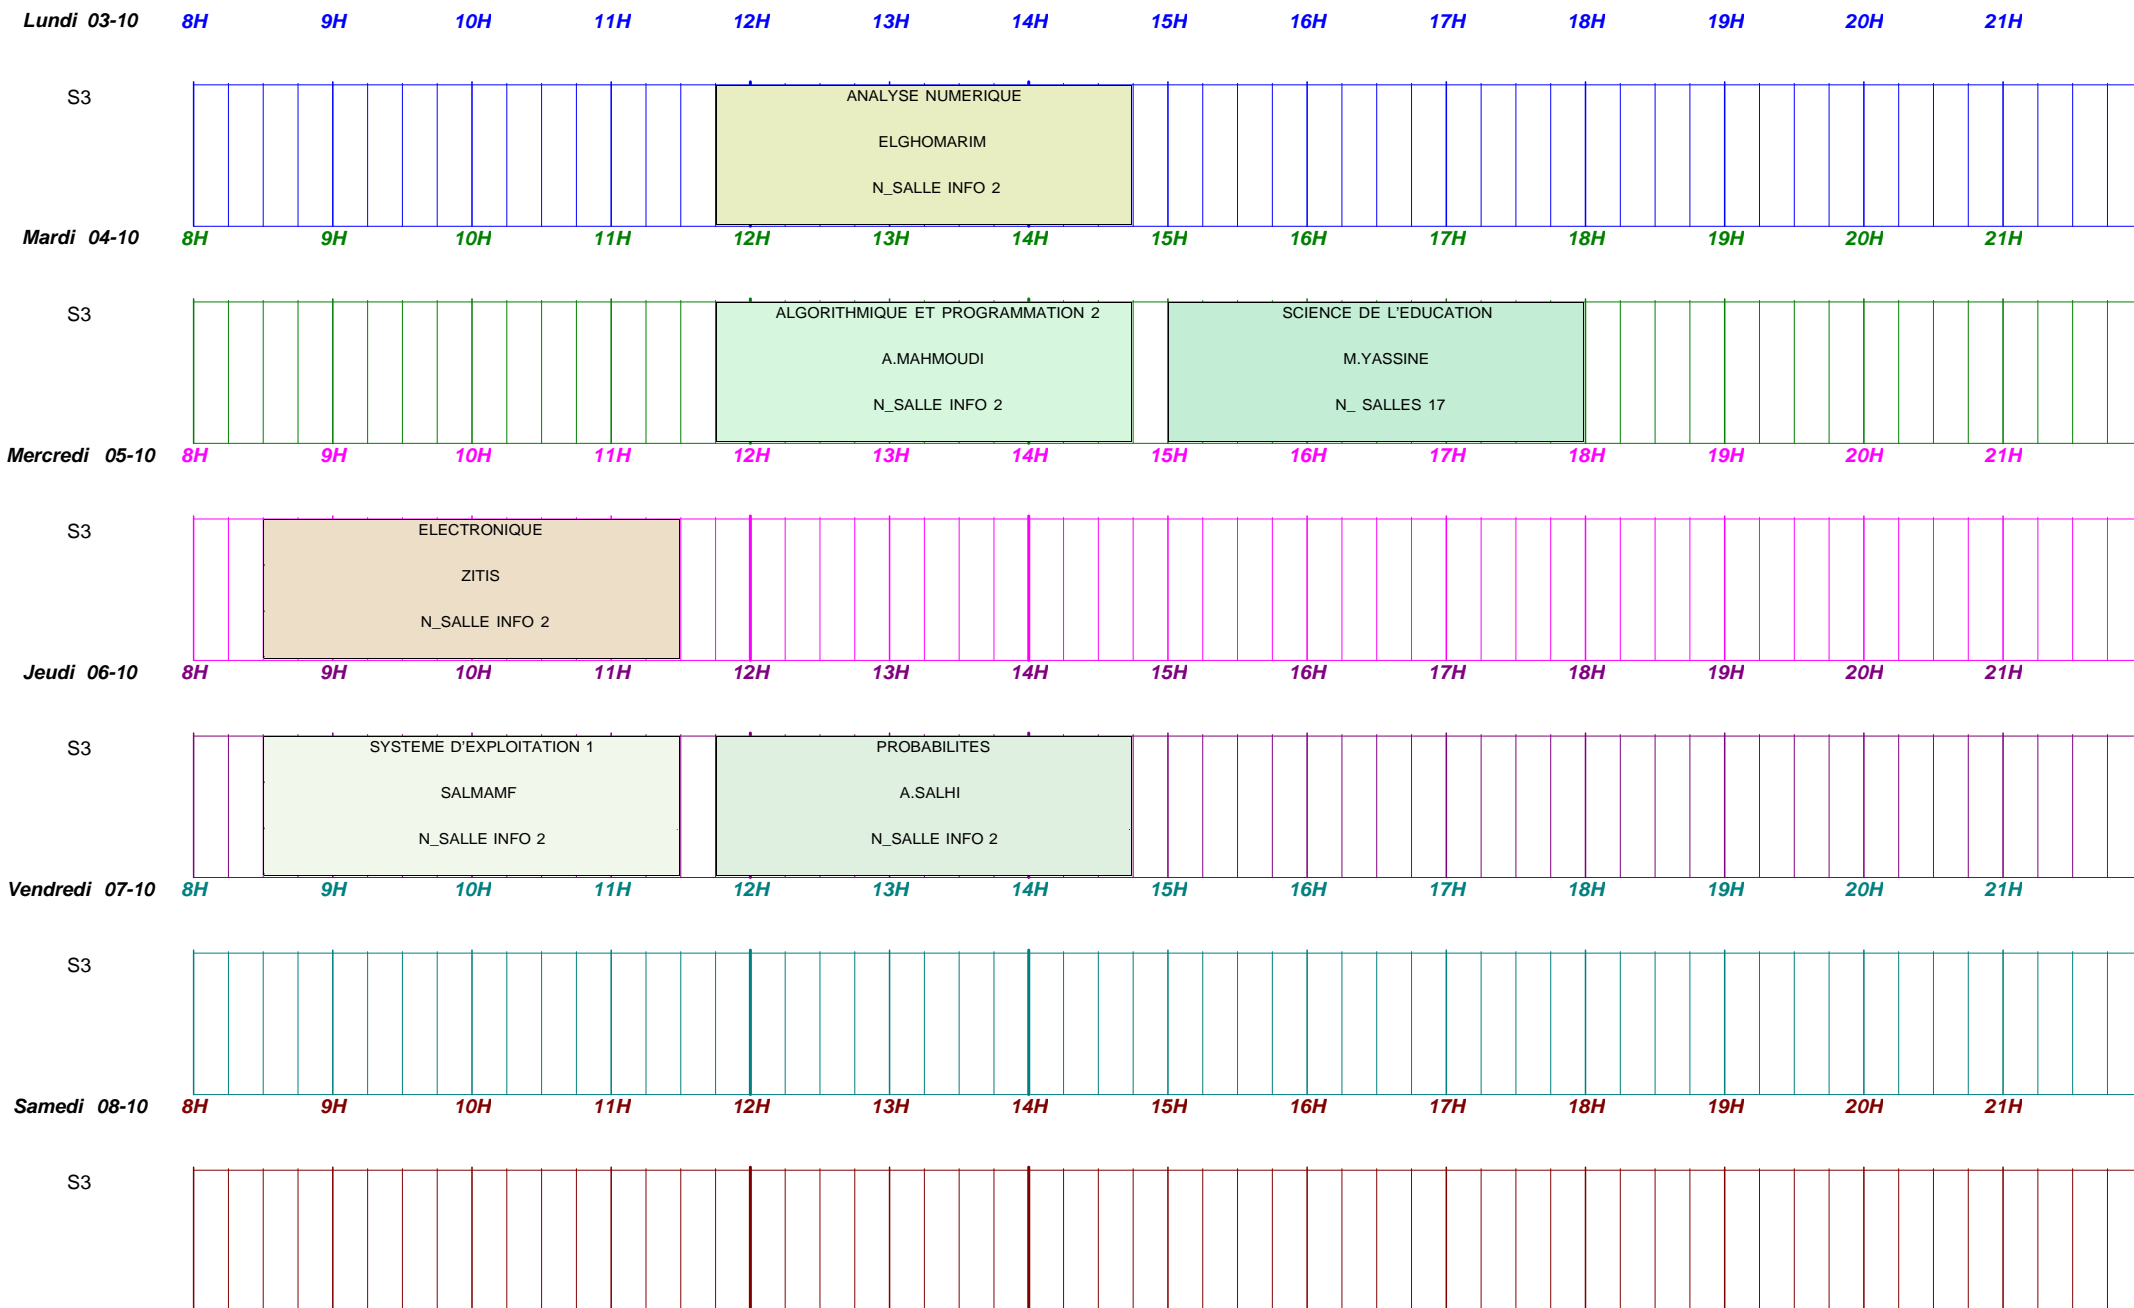 Lundi 03-10 8H 9H 10H 11H 12H 13H 14H 15H 16H 17H 18H 19H 20H 21H
S3
ANALYSE NUMERIQUE
ELGHOMARIM
N_SALLE INFO 2
Mardi 04-10 8H 9H 10H 11H 12H 13H 14H 15H 16H 17H 18H 19H 20H 21H
S3
ALGORITHMIQUE ET PROGRAMMATION 2
A.MAHMOUDI
N_SALLE INFO 2
SCIENCE DE L'EDUCATION
M.YASSINE
N_ SALLES 17
Mercredi 05-10 8H 9H 10H 11H 12H 13H 14H 15H 16H 17H 18H 19H 20H 21H
S3
ELECTRONIQUE
ZITIS
N_SALLE INFO 2
Jeudi 06-10 8H 9H 10H 11H 12H 13H 14H 15H 16H 17H 18H 19H 20H 21H
S3
SYSTEME D'EXPLOITATION 1
SALMAMF
N_SALLE INFO 2
PROBABILITES
A.SALHI
N_SALLE INFO 2
Vendredi 07-10 8H 9H 10H 11H 12H 13H 14H 15H 16H 17H 18H 19H 20H 21H
S3
Samedi 08-10 8H 9H 10H 11H 12H 13H 14H 15H 16H 17H 18H 19H 20H 21H
S3